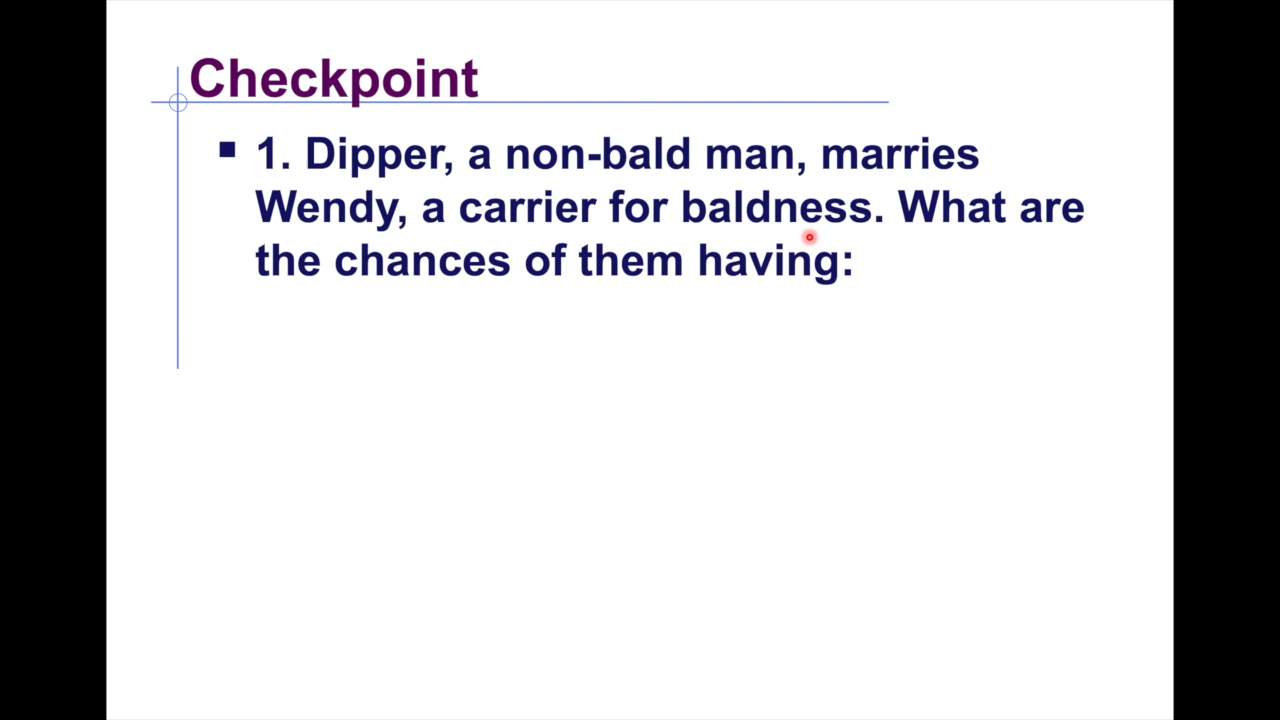 Checkpoint
1. Dipper, a non-bald man, marries
Wendy, a carrier for baldness. What are
the chances of them having: